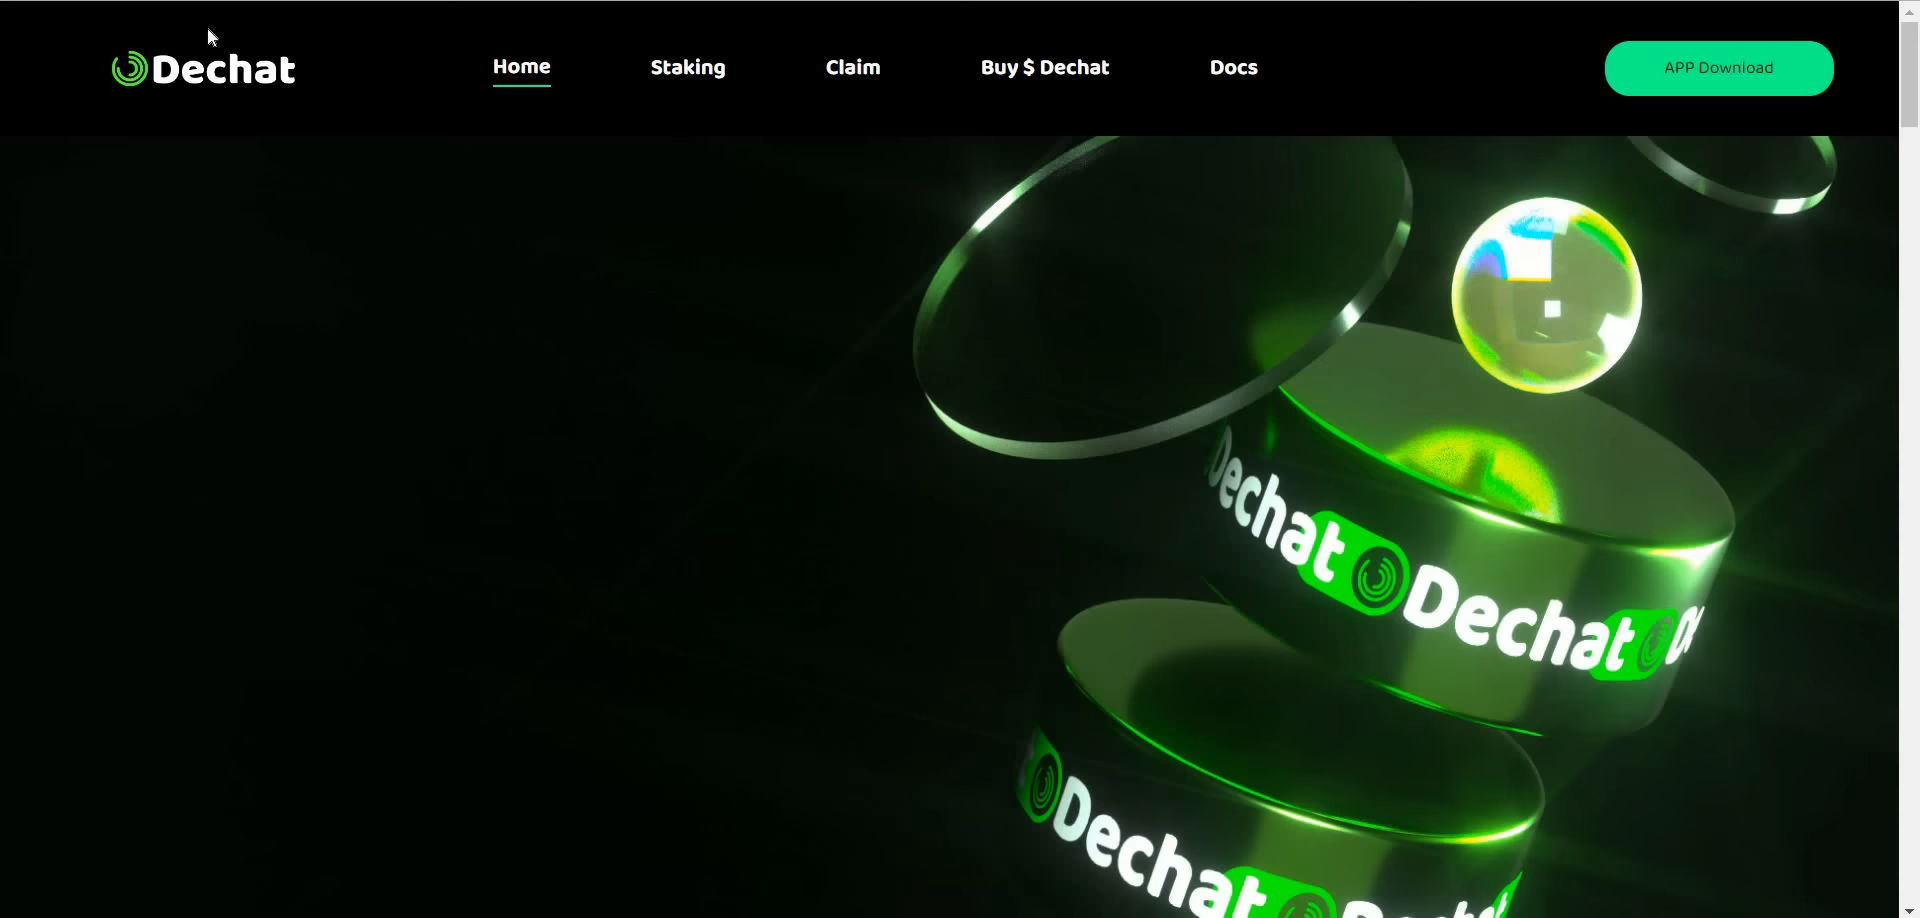 Dechat
Home
Staking
Claim
Buy $ Dechat
Docs
APP Download
Dechat Dechat
Dechat